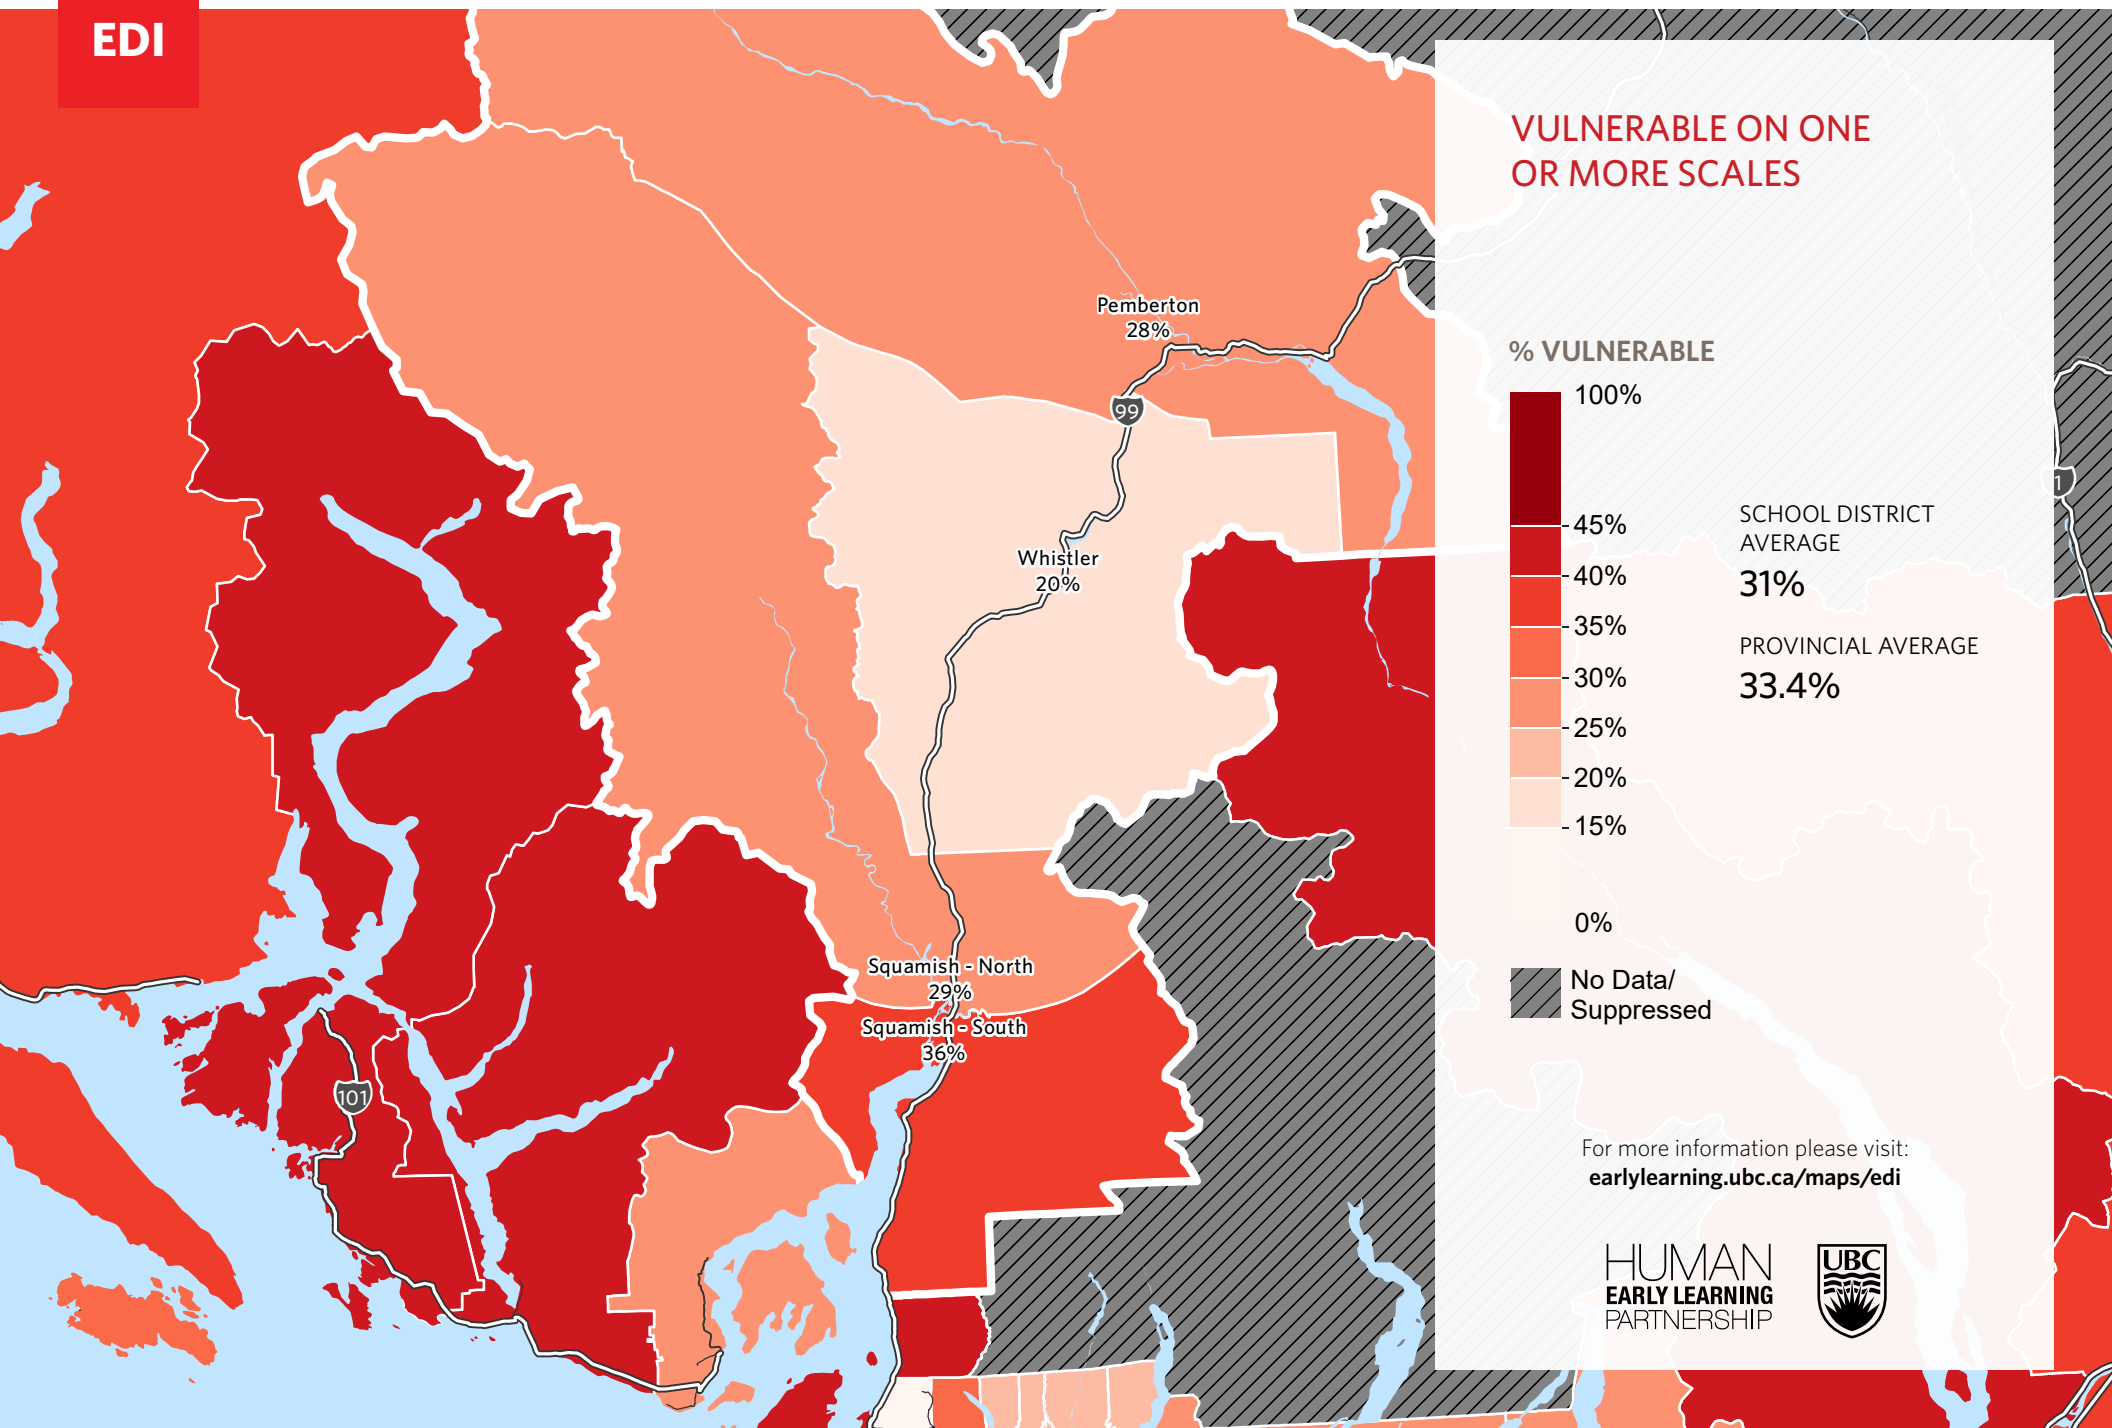 EDI
VULNERABLE ON ONE
OR MORE SCALES
Pemberton
28%
99
% VULNERABLE
100%
45%
40%
35%
30%
25%
20%
15%
0%
No Data/
Suppressed
SCHOOL DISTRICT
AVERAGE
31%
PROVINCIAL AVERAGE
33.4%
1
Whistler
20%
Squamish - North
29%
Squamish - South
36%
101
For more information please visit:
earlylearning.ubc.ca/maps/edi
HUMAN
EARLY LEARNING
PARTNERSHIP
UBC